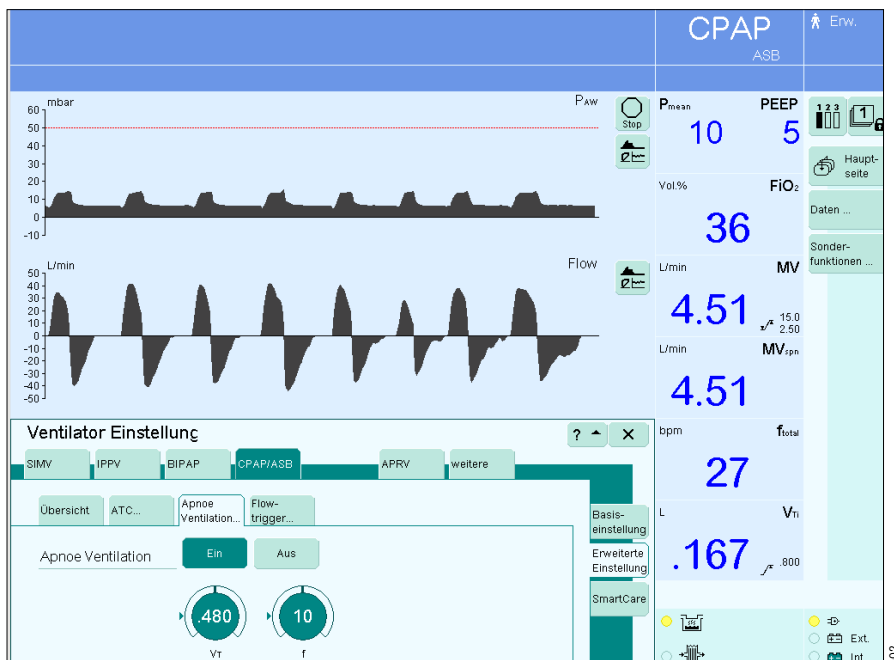 CPAP
ASB
Erw.
mbar
PAW
60
50
40
30
20
10
0
-10
Stop
L/min
Flow
50
40
30
20
10
0
-10
-20
-30
-40
-50
Pmean PEEP
10 5
Vol.% FiO2
36
L/min MV
4.51
15.0
2.50
L/min MVspn
4.51
bpm ftotal
27
L VTi
.167
.800
1 2 3
1
Haupt-
seite
Daten ...
Sonder-
funktionen ...
Ventilator Einstellung
? ×
SIMV IPPV BIPAP CPAP/ASB APRV weitere
Übersicht ATC... Apnoe
Ventilation... Flow-
trigger...
Apnoe Ventilation Ein Aus
.480 10
VT f
Basis-
einstellung
Erweiterte
Einstellung
SmartCare
Ext.
Int.